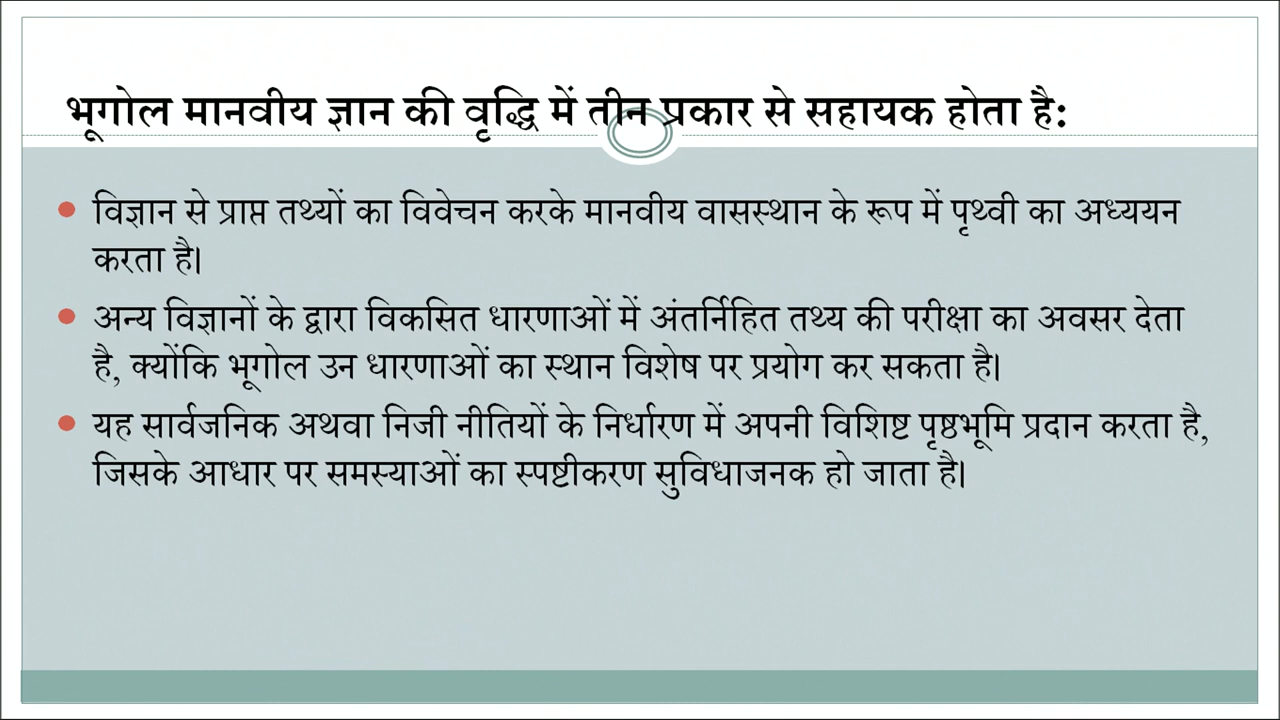 भूगोल मानवीय ज्ञान की वृद्धि में तीन प्रकार से सहायक होता है:
विज्ञान से प्राप्त तथ्यों का विवेचन करके मानवीय वासस्थान के रूप में पृथ्वी का अध्ययन
करता है।
अन्य विज्ञानों के द्वारा विकसित धारणाओं में अंतर्निहित तथ्य की परीक्षा का अवसर देता
है, क्योंकि भूगोल उन धारणाओं का स्थान विशेष पर प्रयोग कर सकता है।
यह सार्वजनिक अथवा निजी नीतियों के निर्धारण में अपनी विशिष्ट पृष्ठभूमि प्रदान करता है,
जिसके आधार पर समस्याओं का स्पष्टीकरण सुविधाजनक हो जाता है।